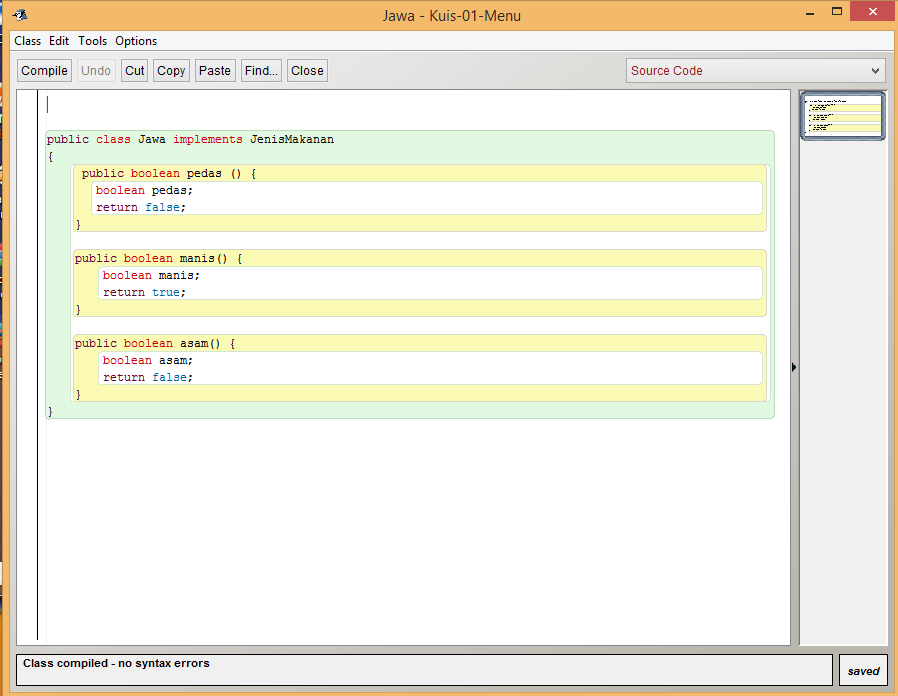 Jawa - Kuis-01-Menu
Class Edit Tools Options
Compile Undo Cut Copy Paste Find... Close Source Code
public class Jawa implements JenisMakanan
{
public boolean pedas () {
boolean pedas;
return false;
}
public boolean manis() {
boolean manis;
return true;
}
public boolean asam() {
boolean asam;
return false;
}
}
Class compiled - no syntax errors
saved